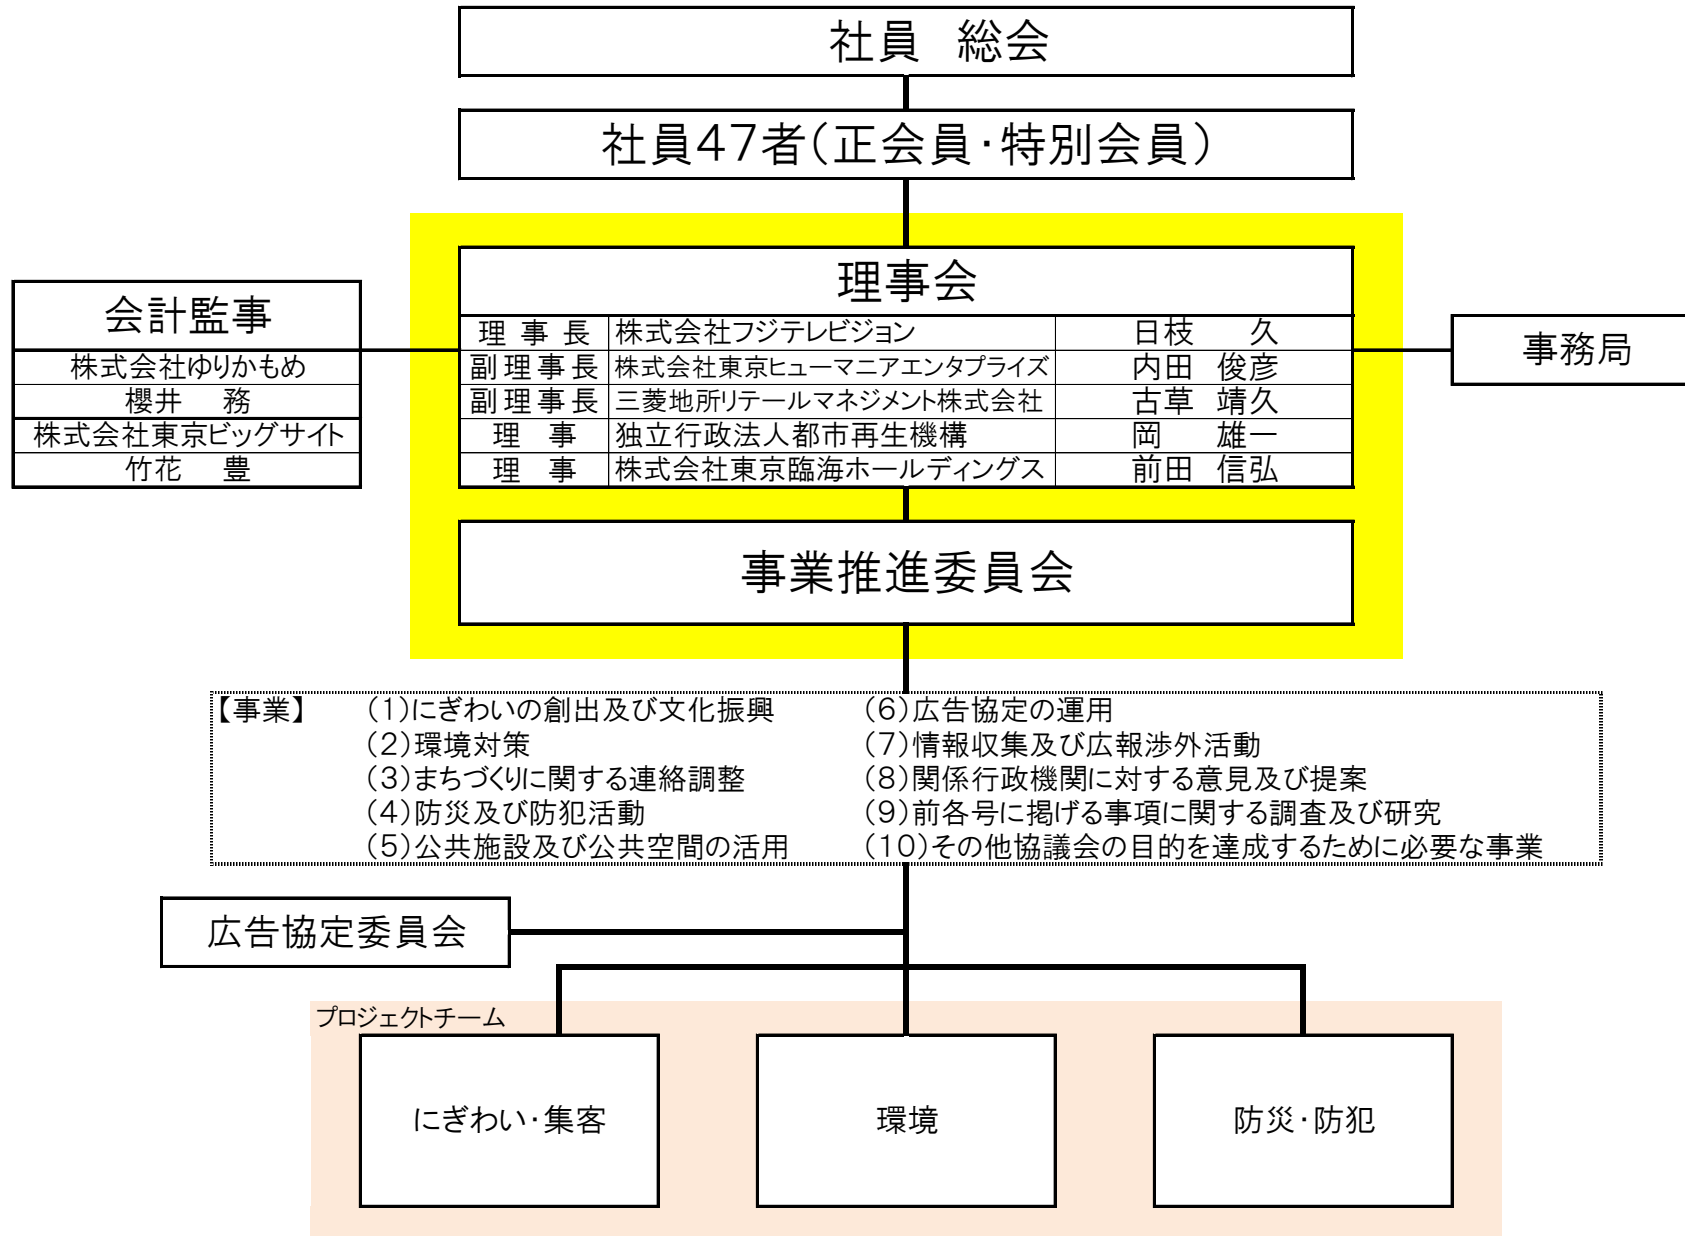 社員　総会
社員47者(正会員・特別会員)
理事会
理事長 株式会社フジテレビジョン 日枝　久
副理事長 株式会社東京ヒューマニアエンタプライズ 内田　俊彦
副理事長 三菱地所リテールマネジメント株式会社 古草　靖久
理事 独立行政法人都市再生機構 岡　雄一
理事 株式会社東京臨海ホールディングス 前田　信弘
会計監事
株式会社ゆりかもめ
櫻井　務
株式会社東京ビッグサイト
竹花　豊
事務局
事業推進委員会
【事業】
(1)にぎわいの創出及び文化振興
(2)環境対策
(3)まちづくりに関する連絡調整
(4)防災及び防犯活動
(5)公共施設及び公共空間の活用
(6)広告協定の運用
(7)情報収集及び広報渉外活動
(8)関係行政機関に対する意見及び提案
(9)前各号に掲げる事項に関する調査及び研究
(10)その他協議会の目的を達成するために必要な事業
広告協定委員会
プロジェクトチーム
にぎわい・集客
環境
防災・防犯